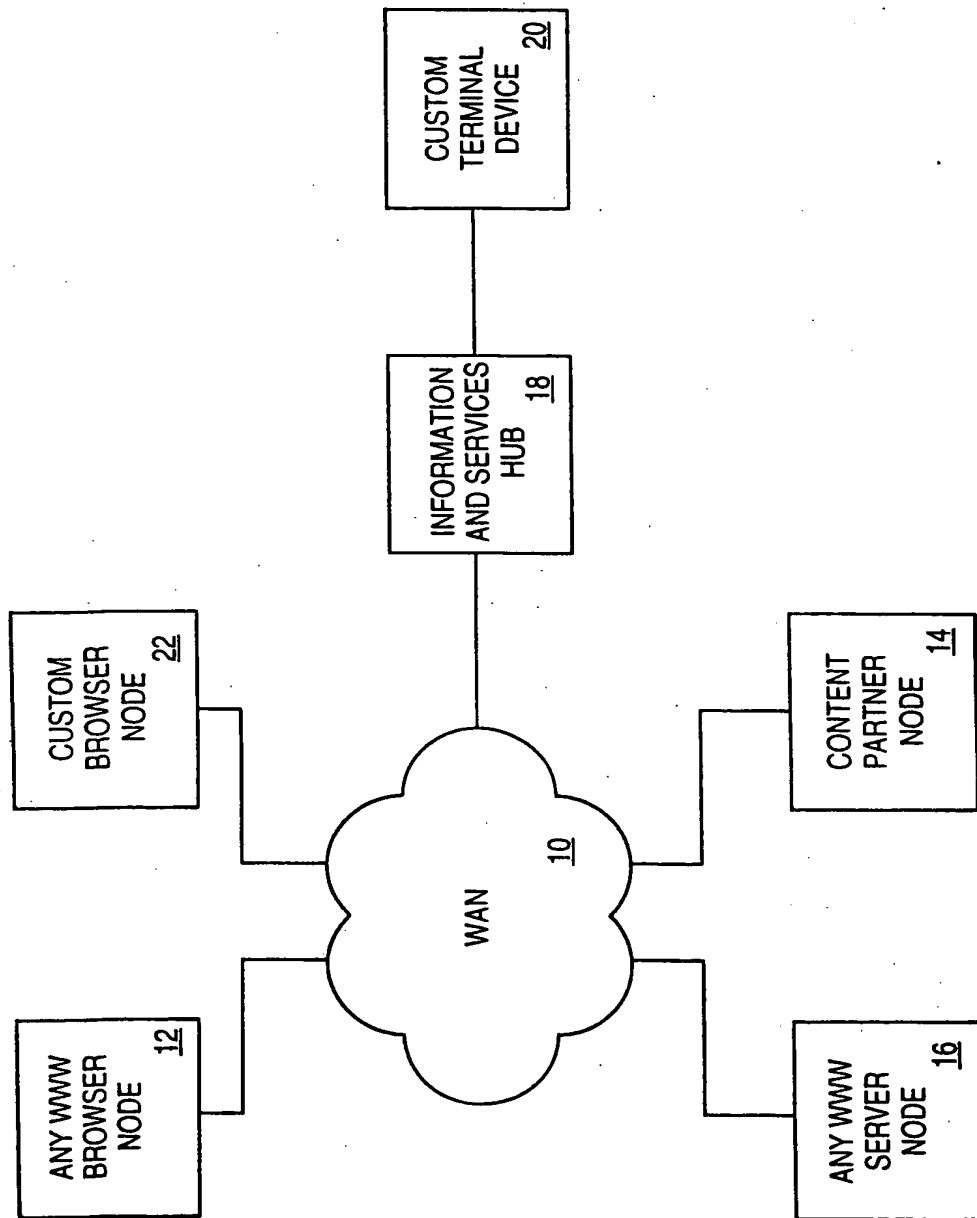 ANY WWW
BROWSER
NODE
12
CUSTOM
BROWSER
NODE
22
WAN
10
INFORMATION
AND SERVICES
HUB
18
CUSTOM
TERMINAL
DEVICE
20
ANY WWW
SERVER
NODE
16
CONTENT
PARTNER
NODE
14